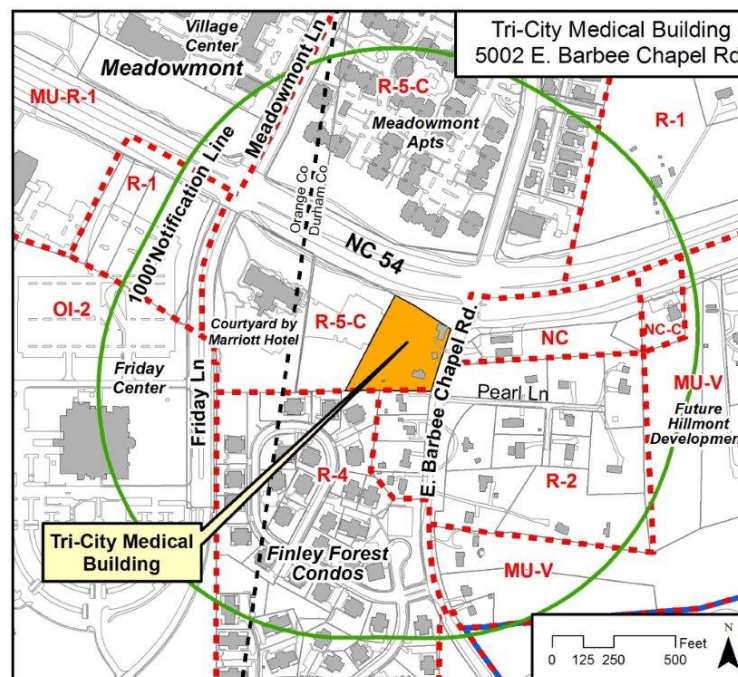 Tri-City Medical Building
5002 E. Barbee Chapel Rd
Village
Center
Meadowmont
MU-R-1
Meadowmont Ln
R-5-C
Meadowmont
Apts
R-1
R-1
1000' Notification Line
Orange Co
Durham Co
NC 54
OI-2
Courtyard by
Marriott Hotel
R-5-C
E. Barbee Chapel Rd.
NC
NC-C
Friday
Center
Friday Ln
Pearl Ln
MU-V
Future
Hillmont
Development
R-4
R-2
Tri-City Medical
Building
Finley Forest
Condos
MU-V
N
Feet
0 125 250 500